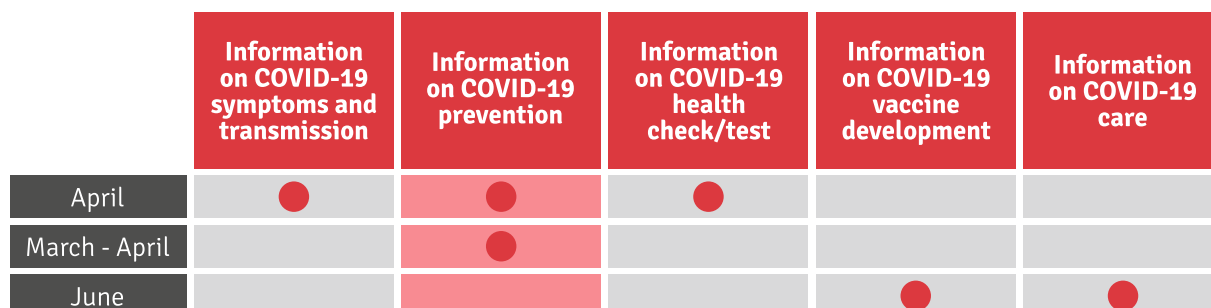 Information
on COVID-19
symptoms and
transmission
Information
on COVID-19
prevention
Information
on COVID-19
health
check/test
Information
on COVID-19
vaccine
development
Information
on COVID-19
care
April
March - April
June